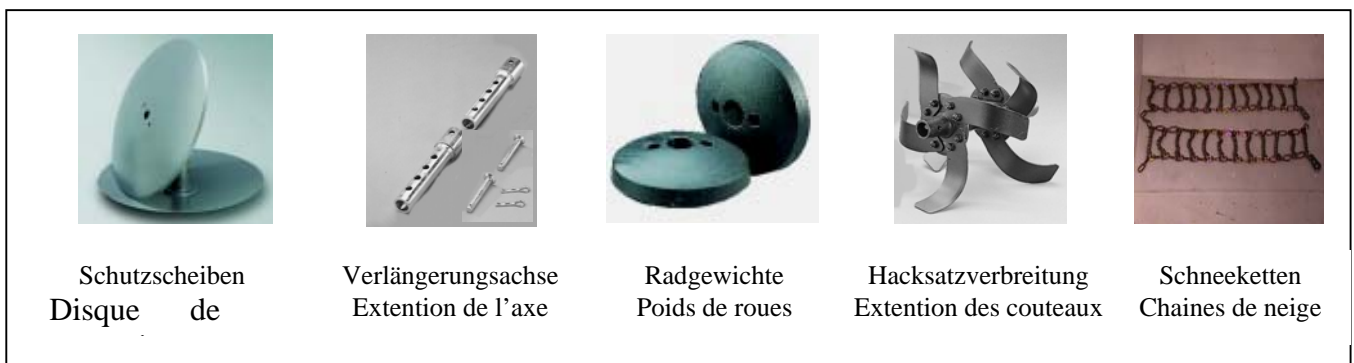 Schutzscheiben
Disque de
Verlängerungsachse
Extention de l’axe
Radgewichte
Poids de roues
Hacksatzverbreitung
Extention des couteaux
Schneeketten
Chaines de neige